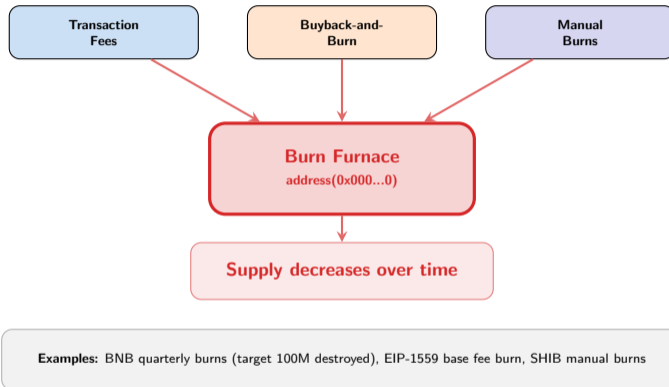 Transaction
Fees
Buyback-and-
Burn
Manual
Burns
Burn Furnace
address(0x000...0)
Supply decreases over time
Examples: BNB quarterly burns (target 100M destroyed), EIP-1559 base fee burn, SHIB manual burns